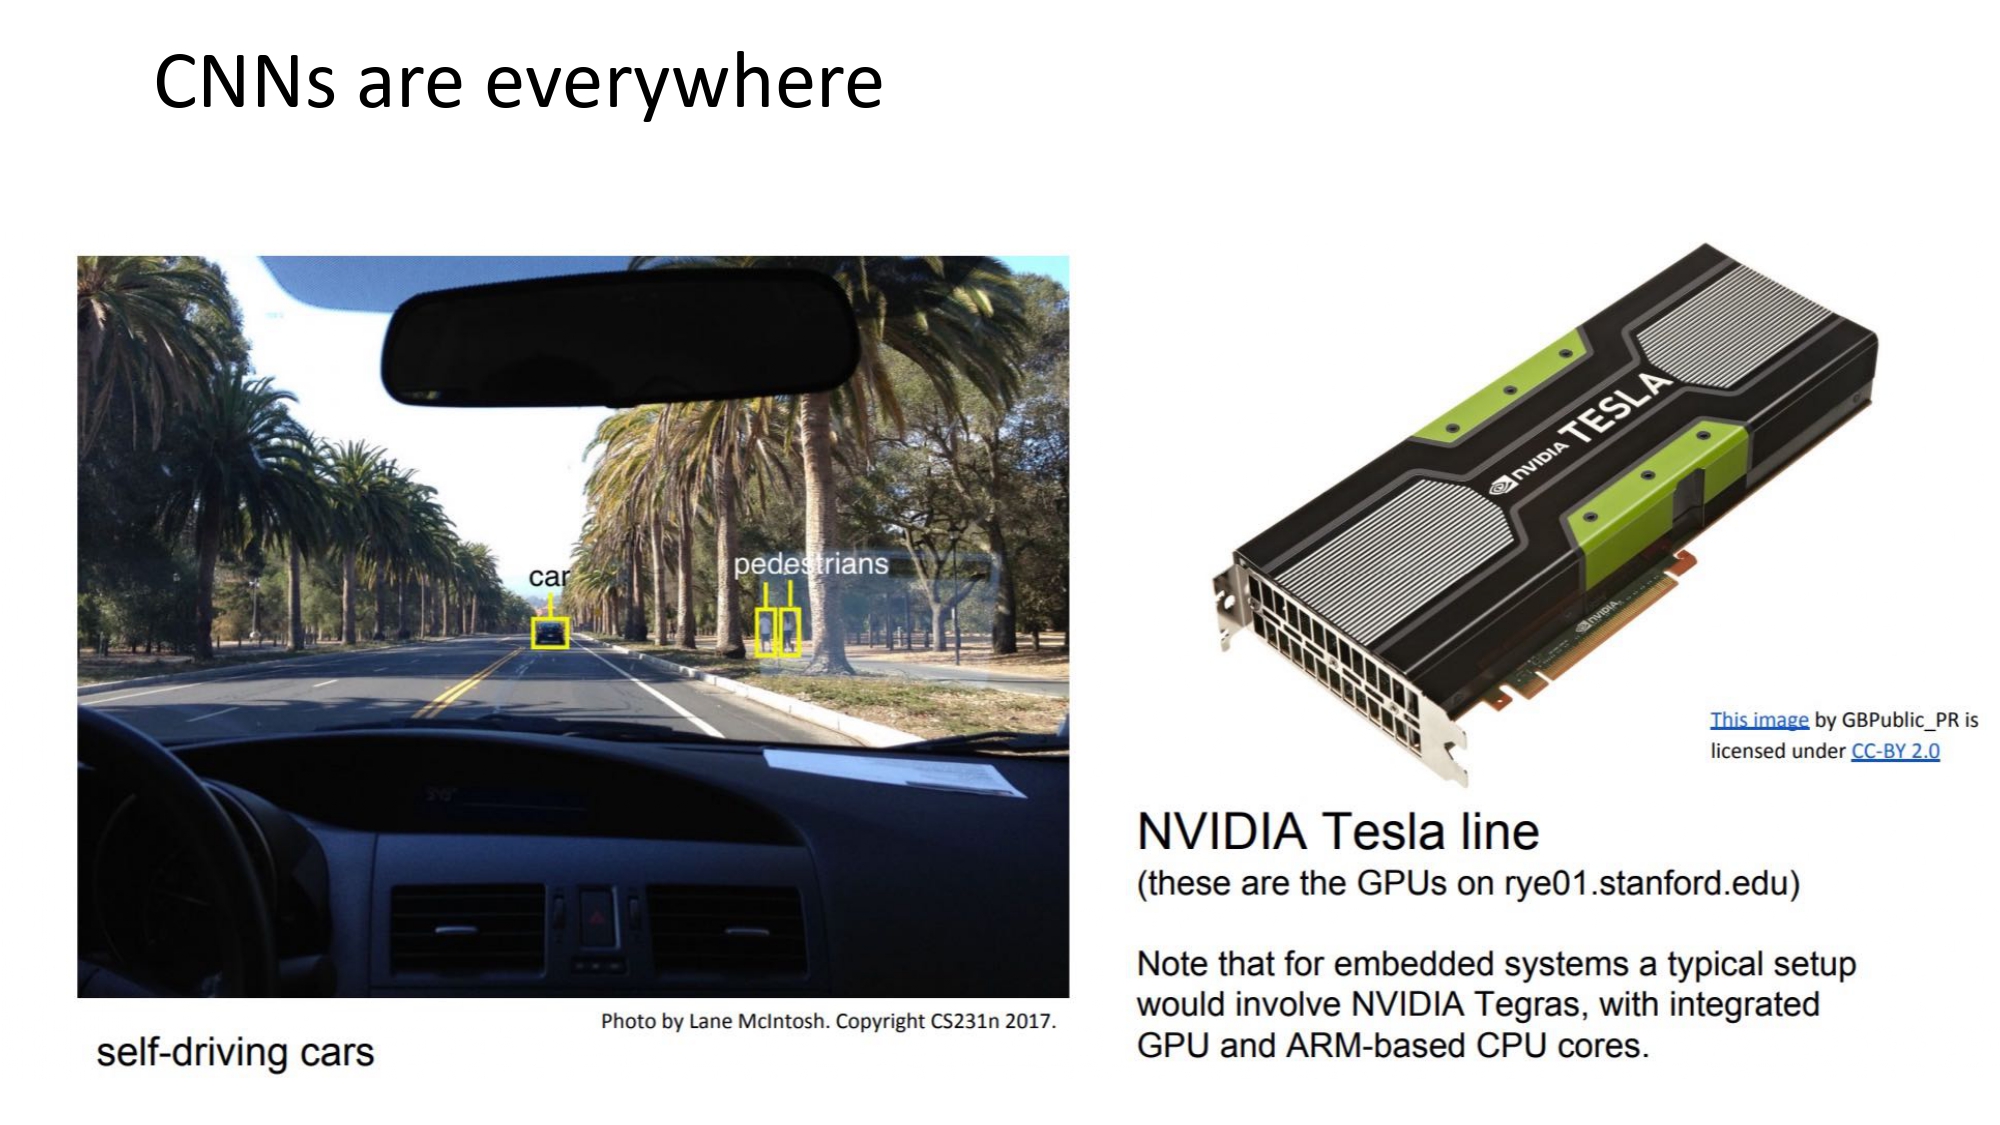 CNNs are everywhere
car
pedestrians
Photo by Lane McIntosh. Copyright CS231n 2017.
self-driving cars
NVIDIA TESLA
NVIDIA
This image by GBPublic_PR is
licensed under CC-BY 2.0
NVIDIA Tesla line
(these are the GPUs on rye01.stanford.edu)
Note that for embedded systems a typical setup
would involve NVIDIA Tegras, with integrated
GPU and ARM-based CPU cores.